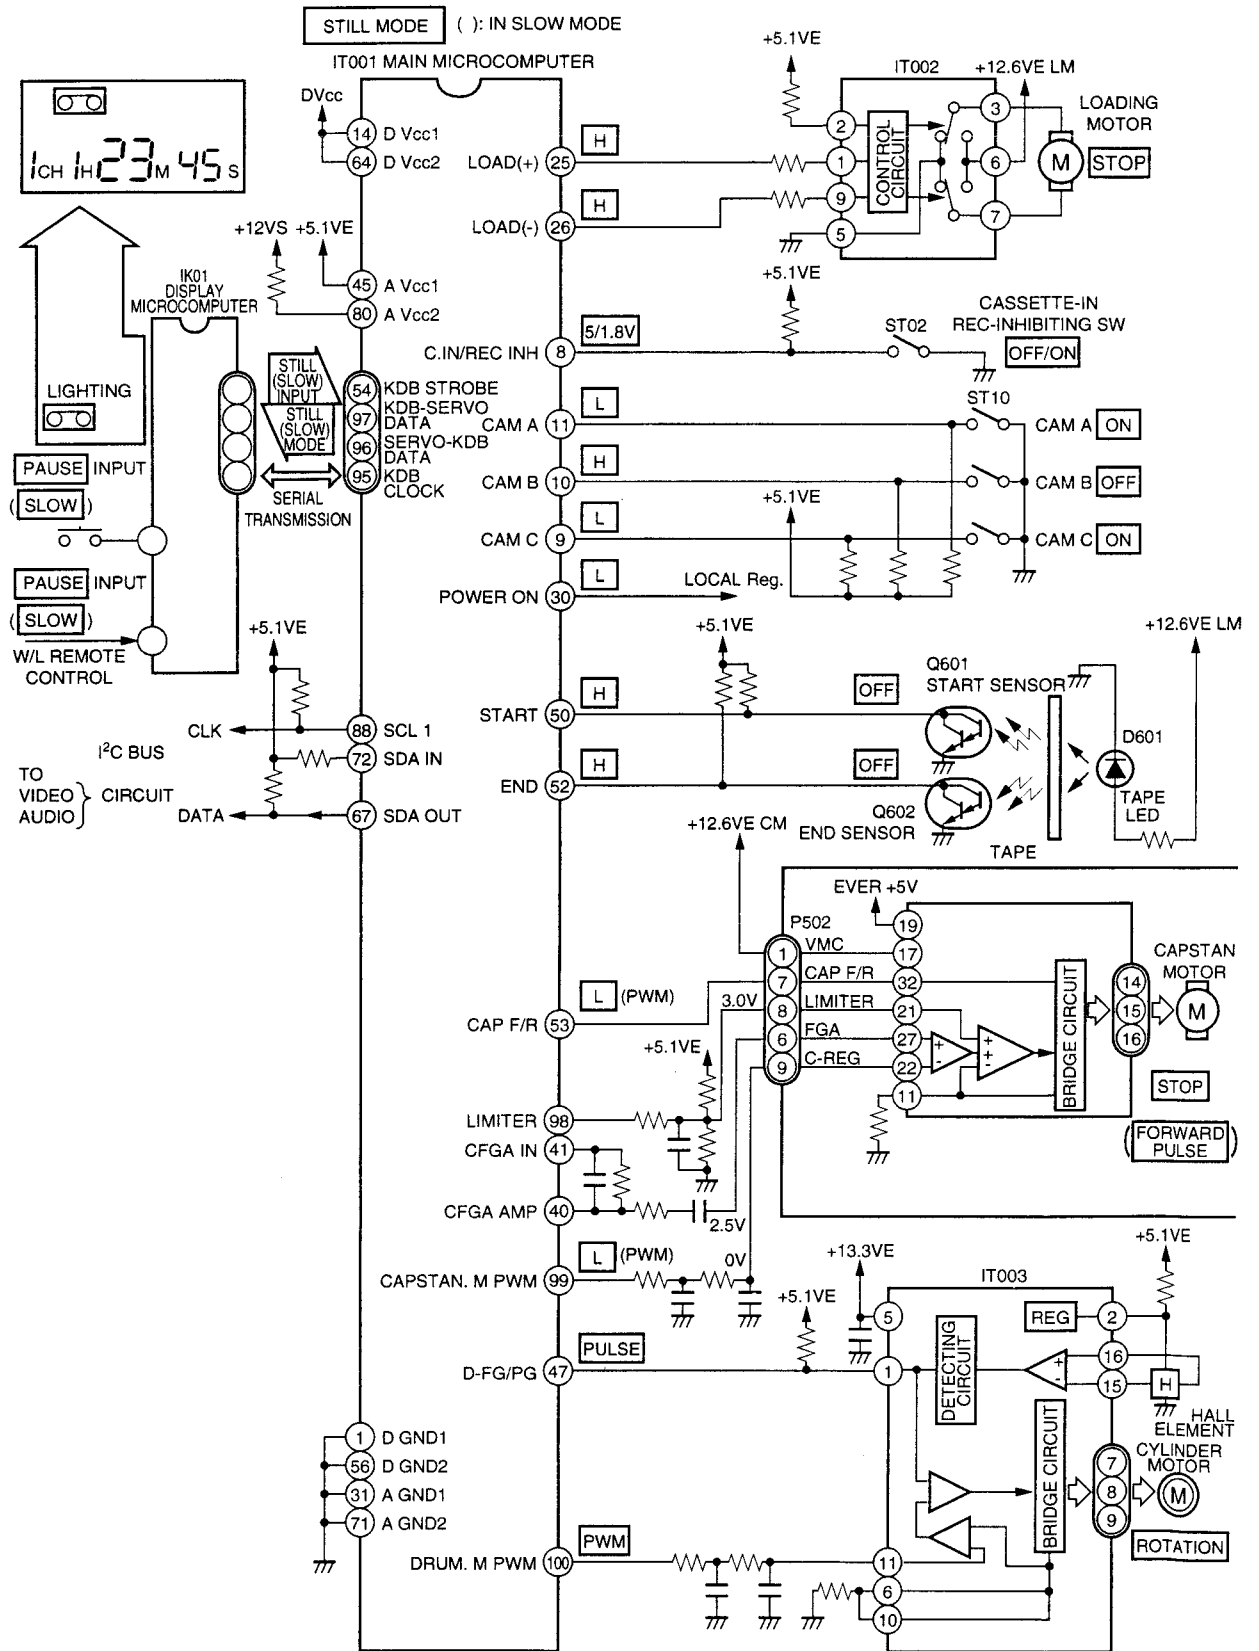 STILL MODE ( ): IN SLOW MODE
IT001 MAIN MICROCOMPUTER
1CH 1H 23M 45S
LIGHTING
IK01
DISPLAY
MICROCOMPUTER
PAUSE INPUT
(SLOW)
PAUSE INPUT
(SLOW)
W/L REMOTE
CONTROL
STILL
(SLOW)
INPUT
STILL
(SLOW)
MODE
SERIAL
TRANSMISSION
DVcc
14 D Vcc1
64 D Vcc2
+12VS +5.1VE
45 A Vcc1
80 A Vcc2
54 KDB STROBE
97 KDB-SERVO
DATA
96 SERVO-KDB
DATA
95 KDB
CLOCK
+5.1VE
CLK
88 SCL 1
I²C BUS
72 SDA IN
TO
VIDEO
AUDIO
CIRCUIT
DATA
67 SDA OUT
1 D GND1
56 D GND2
31 A GND1
71 A GND2
LOAD(+) 25 H
LOAD(-) 26 H
+5.1VE
IT002
+12.6VE LM
2
1
9
5
CONTROL
CIRCUIT
3
6
7
LOADING
MOTOR
M STOP
C.IN/REC INH 8 5/1.8V
+5.1VE
ST02
CASSETTE-IN
REC-INHIBITING SW
OFF/ON
CAM A 11 L
ST10
CAM A ON
CAM B 10 H
CAM B OFF
+5.1VE
CAM C 9 L
CAM C ON
POWER ON 30 L
LOCAL Reg.
+5.1VE
START 50 H
OFF
Q601
START SENSOR
END 52 H
OFF
Q602
END SENSOR
TAPE
D601
TAPE
LED
+12.6VE LM
+12.6VE CM
EVER +5V
P502
19
1 VMC 17
7 CAP F/R 32
8 LIMITER 21
6 FGA 27
9 C-REG 22
11
+
-
+
+
-
BRIDGE CIRCUIT
14
15
16
CAPSTAN
MOTOR
M
STOP
(FORWARD
PULSE)
CAP F/R 53 L (PWM)
3.0V
+5.1VE
LIMITER 98
CFGA IN 41
CFGA AMP 40
2.5V
CAPSTAN. M PWM 99 L (PWM)
0V
D-FG/PG 47 PULSE
+5.1VE
+13.3VE
IT003
+5.1VE
5
1
DETECTING
CIRCUIT
REG 2
+
-
16
15
H
HALL
ELEMENT
BRIDGE CIRCUIT
7
8
9
CYLINDER
MOTOR
M
ROTATION
DRUM. M PWM 100 PWM
11
6
10